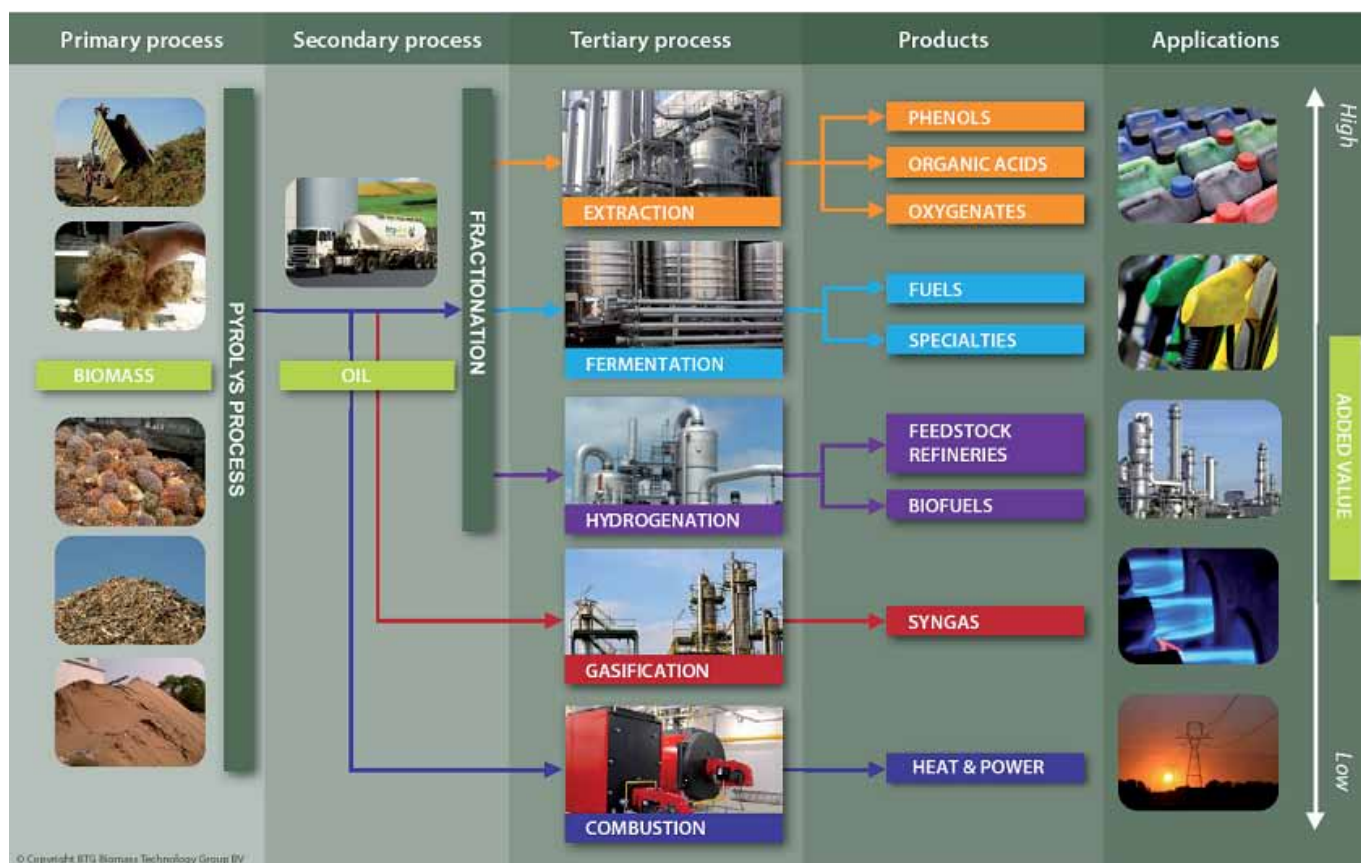 Primary process
Secondary process
Tertiary process
Products
Applications
BIOMASS
PYROLYS PROCESS
OIL
FRACTIONATION
EXTRACTION
PHENOLS
ORGANIC ACIDS
OXYGENATES
FERMENTATION
FUELS
SPECIALTIES
HYDROGENATION
FEEDSTOCK
REFINERIES
BIOFUELS
GASIFICATION
SYNGAS
COMBUSTION
HEAT & POWER
High
ADDED VALUE
Low
© Copyright BTG Biomass Technology Group BV